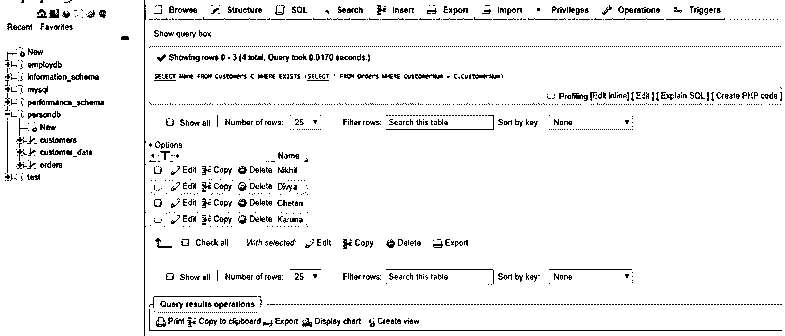 Recent Favorites
New
employdb
information_schema
mysql
performance_schema
persondb
New
customers
customer_data
orders
test
Browse Structure SQL Search Insert Export Import Privileges Operations Triggers
Show query box
Showing rows 0 - 3 (4 total, Query took 0.0170 seconds.)
SELECT Name FROM Customers C WHERE EXISTS (SELECT * FROM Orders WHERE CustomerNum = C.CustomerNum)
Profiling [Edit inline] [ Edit ] [ Explain SQL ] [ Create PHP code ]
Show all Number of rows: 25 Filter rows: Search this table Sort by key: None
+ Options
Name
Edit Copy Delete Nikhil
Edit Copy Delete Divya
Edit Copy Delete Chetan
Edit Copy Delete Karuna
Check all With selected: Edit Copy Delete Export
Show all Number of rows: 25 Filter rows: Search this table Sort by key: None
Query results operations
Print Copy to clipboard Export Display chart Create view